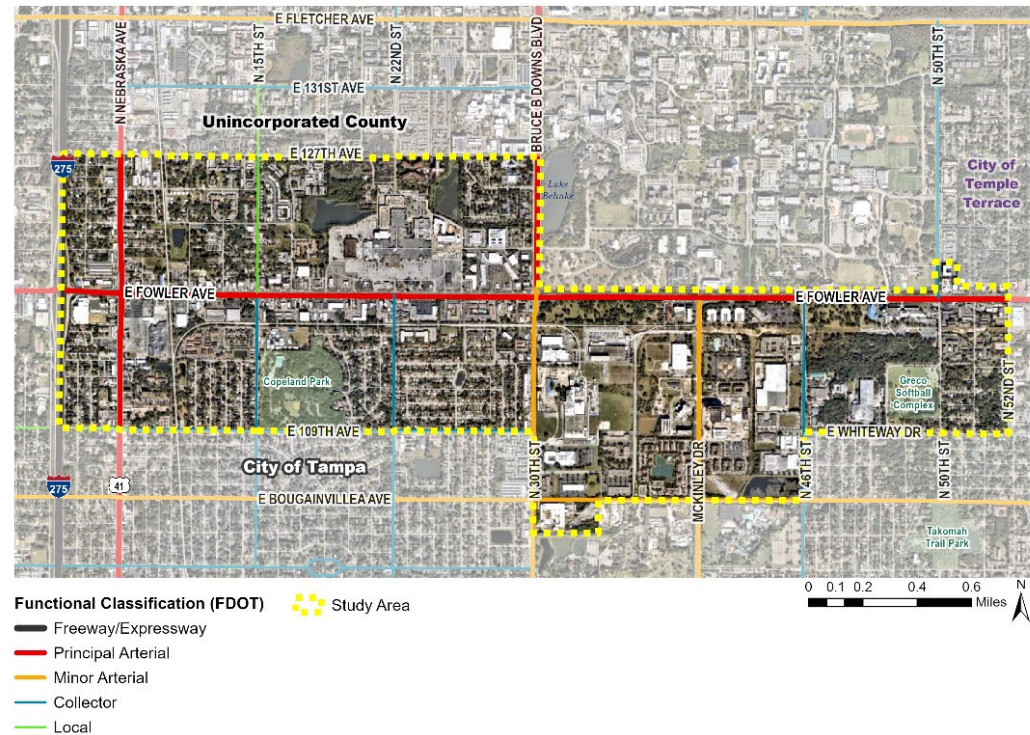 E FLETCHER AVE
N NEBRASKA AVE
N 15TH ST
N 22ND ST
BRUCE B DOWNS BLVD
N 50TH ST
E 131ST AVE
Unincorporated County
E 127TH AVE
275
Lake
Behnke
City of
Temple
Terrace
E FOWLER AVE
E FOWLER AVE
Copeland Park
Greco
Softball
Complex
N 52ND ST
E 109TH AVE
E WHITEWAY DR
City of Tampa
275
41
E BOUGAINVILLEA AVE
N 30TH ST
MCKINLEY DR
N 46TH ST
N 50TH ST
Takomah
Trail Park
0 0.1 0.2 0.4 0.6
Miles
N
Functional Classification (FDOT)
Study Area
Freeway/Expressway
Principal Arterial
Minor Arterial
Collector
Local